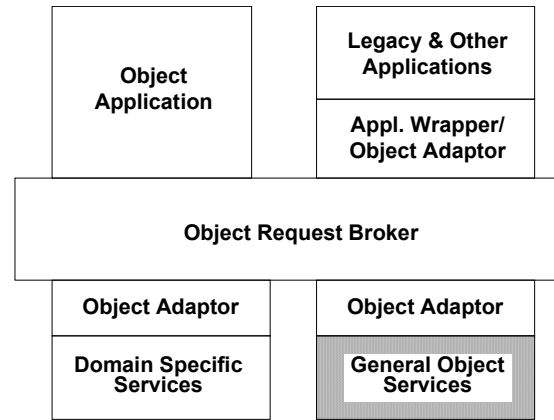 Object
Application
Legacy & Other
Applications
Appl. Wrapper/
Object Adaptor
Object Request Broker
Object Adaptor
Object Adaptor
Domain Specific
Services
General Object
Services